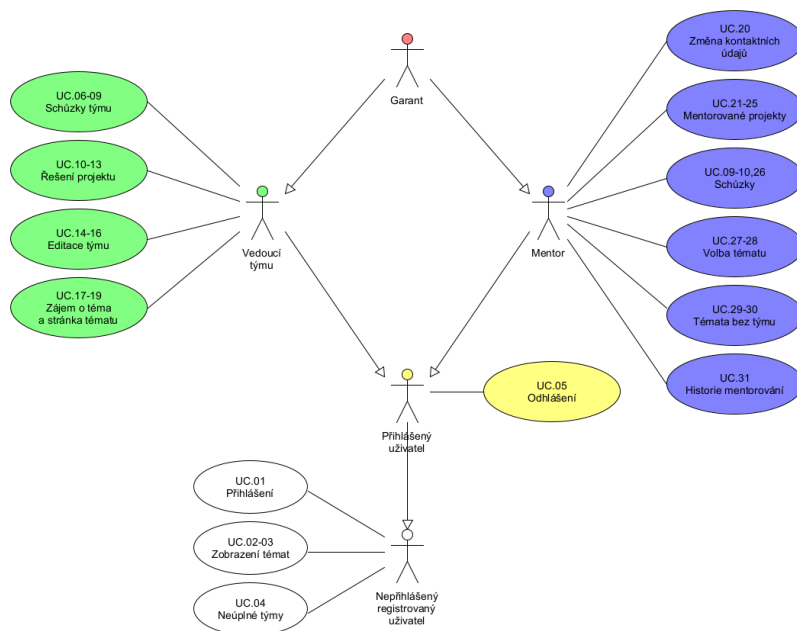 Garant
UC.06-09
Schůzky týmu
UC.10-13
Řešení projektu
UC.14-16
Editace týmu
UC.17-19
Zájem o téma
a stránka tématu
Vedoucí
týmu
Mentor
UC.20
Změna kontaktních
údajů
UC.21-25
Mentorované projekty
UC.09-10,26
Schůzky
UC.27-28
Volba tématu
UC.29-30
Témata bez týmu
UC.31
Historie mentorování
Přihlášený
uživatel
UC.05
Odhlášení
UC.01
Přihlášení
UC.02-03
Zobrazení témat
UC.04
Neúplné týmy
Nepřihlášený
registrovaný
uživatel